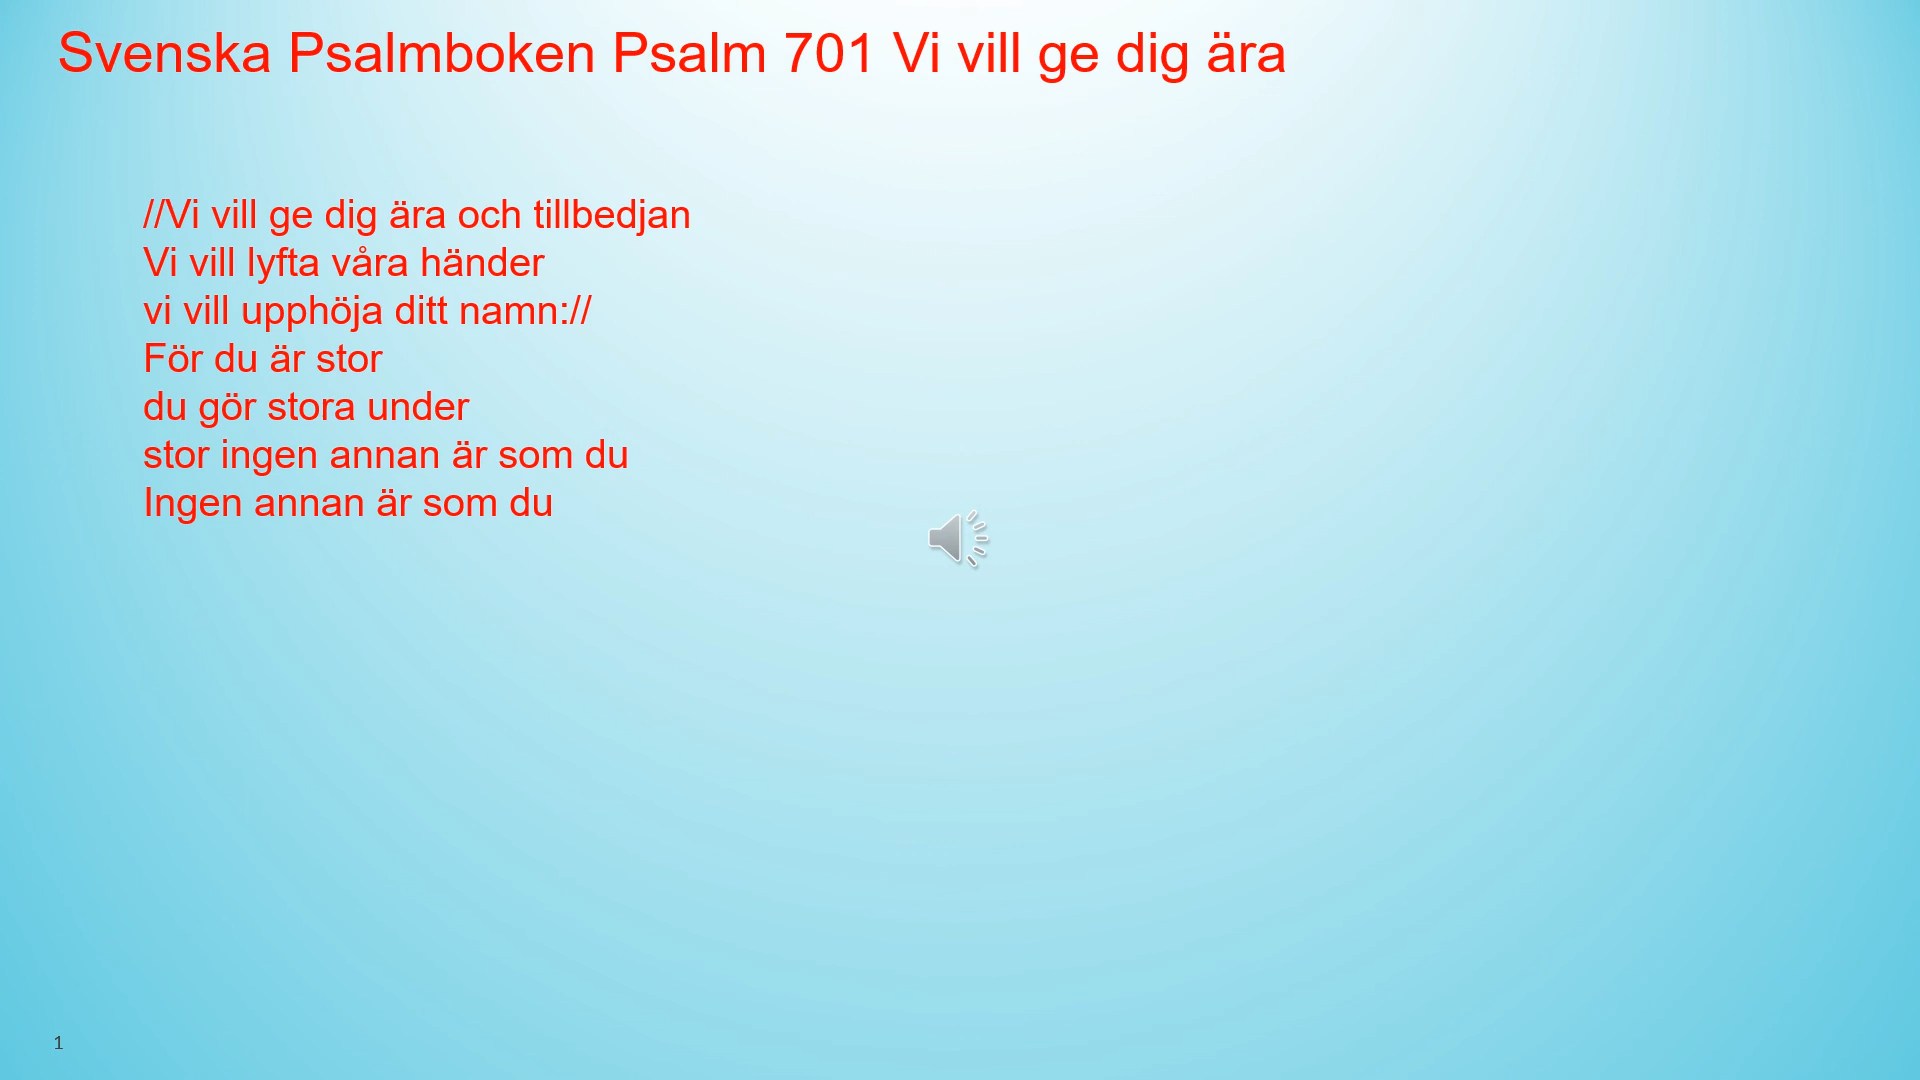 Svenska Psalmboken Psalm 701 Vi vill ge dig ära
//Vi vill ge dig ära och tillbedjan
Vi vill lyfta våra händer
vi vill upphöja ditt namn://
För du är stor
du gör stora under
stor ingen annan är som du
Ingen annan är som du
1